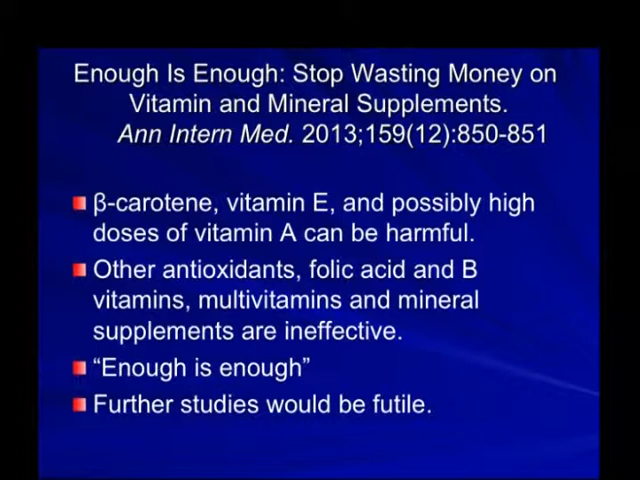 Enough Is Enough: Stop Wasting Money on
Vitamin and Mineral Supplements.
Ann Intern Med. 2013;159(12):850-851
β-carotene, vitamin E, and possibly high
doses of vitamin A can be harmful.
Other antioxidants, folic acid and B
vitamins, multivitamins and mineral
supplements are ineffective.
“Enough is enough”
Further studies would be futile.